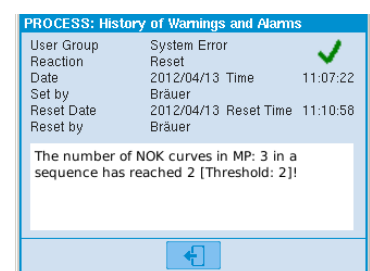 PROCESS: History of Warnings and Alarms
User Group System Error
Reaction Reset
Date 2012/04/13 Time 11:07:22
Set by Bräuer
Reset Date 2012/04/13 Reset Time 11:10:58
Reset by Bräuer
The number of NOK curves in MP: 3 in a
sequence has reached 2 [Threshold: 2]!